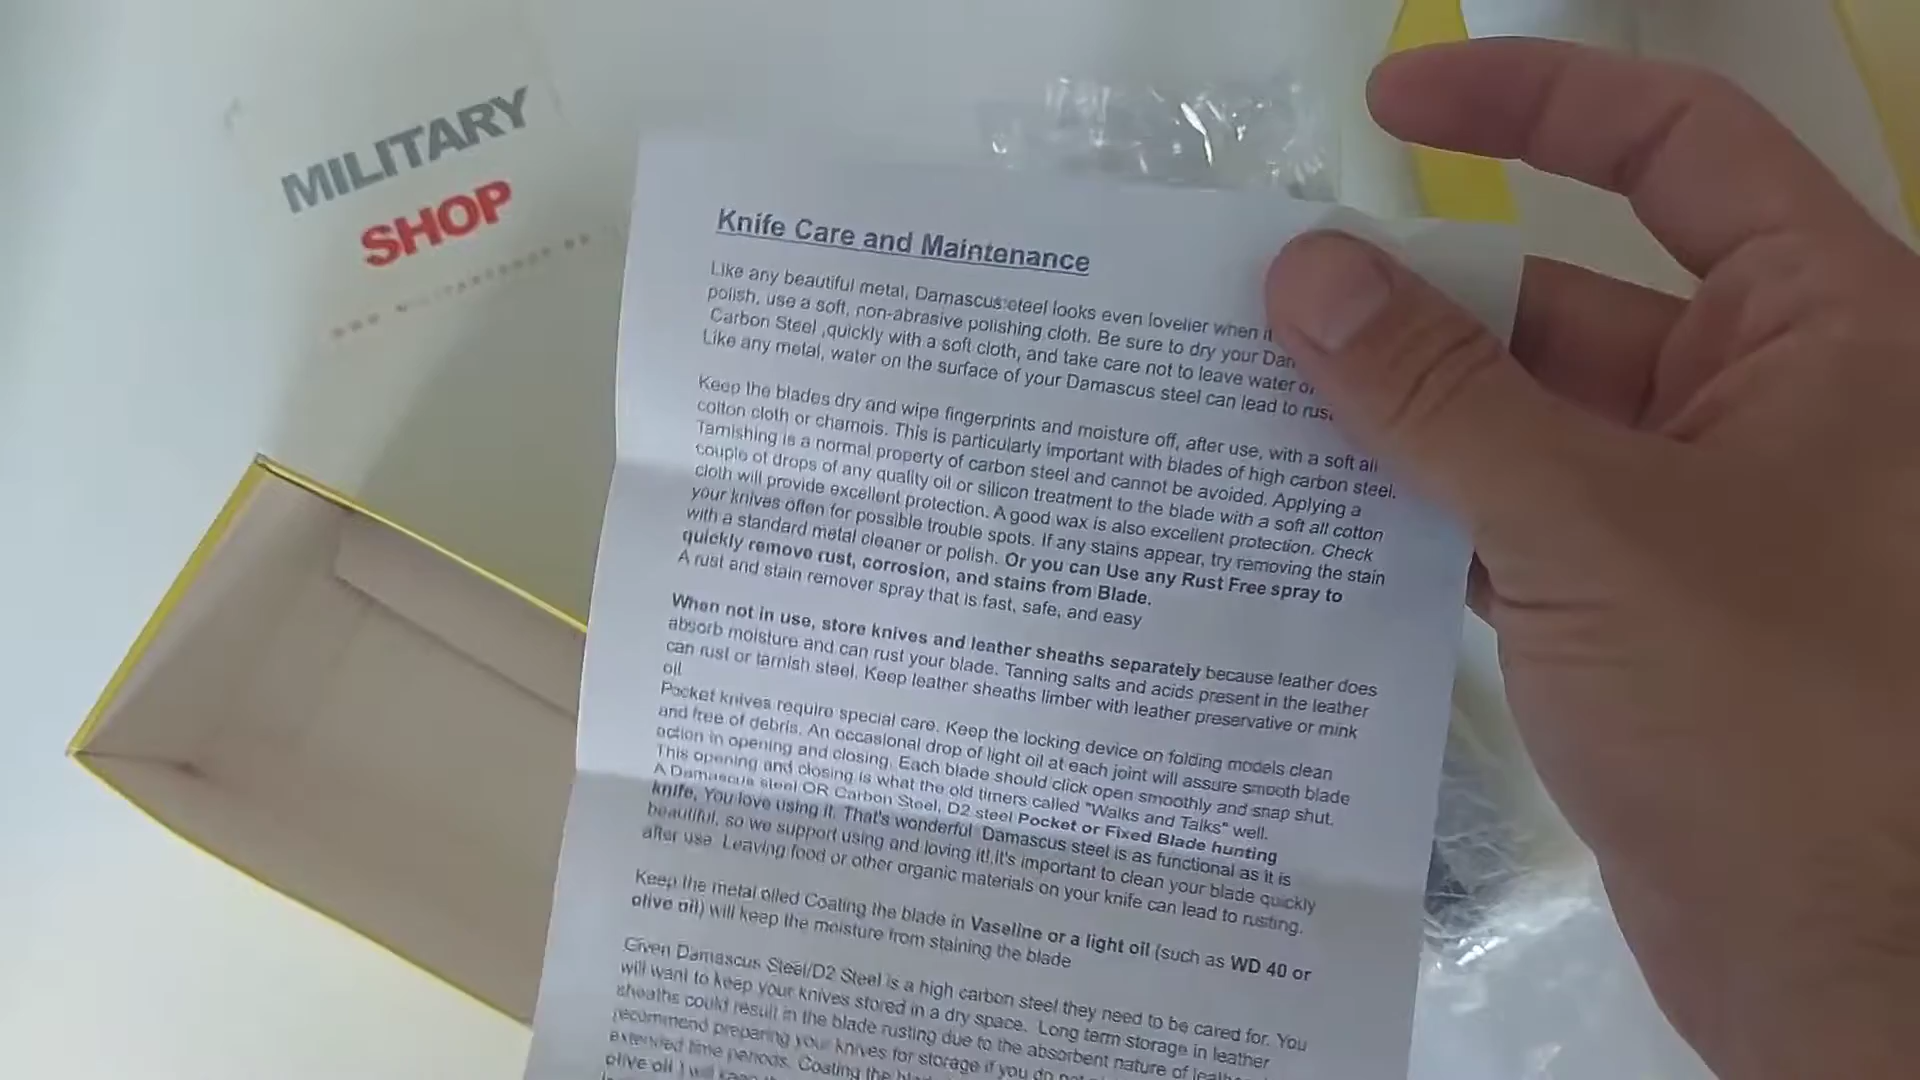 MILITARY
SHOP
Knife Care and Maintenance
Like any beautiful metal, Damascus steel looks even lovelier when it
polish, use a soft, non-abrasive polishing cloth. Be sure to dry your
Carbon Steel ,quickly with a soft cloth, and take care not to leave water
Like any metal, water on the surface of your Damascus steel can lead to
Keep the blades dry and wipe fingerprints and moisture off, after use, with a soft all
cotton cloth or chamois. This is particularly important with blades of high carbon steel.
Tarnishing is a normal property of carbon steel and cannot be avoided. Applying a
couple of drops of any quality oil or silicon treatment to the blade with a soft all cotton
cloth will provide excellent protection. A good wax is also excellent protection. Check
your knives often for possible trouble spots. If any stains appear, try removing the stain
with a standard metal cleaner or polish. Or you can Use any Rust Free spray to
quickly remove rust, corrosion, and stains from Blade.
A rust and stain remover spray that is fast, safe, and easy
When not in use, store knives and leather sheaths separately because leather does
absorb moisture and can rust your blade. Tanning salts and acids present in the leather
can rust or tarnish steel. Keep leather sheaths limber with leather preservative or mink
oil.
Pocket knives require special care. Keep the locking device on folding models clean
and free of debris. An occasional drop of light oil at each joint will assure smooth blade
action in opening and closing. Each blade should click open smoothly and snap shut.
This opening and closing is what the old timers called "Walks and Talks" well.
A Damascus steel OR Carbon Steel, D2 steel Pocket or Fixed Blade hunting
knife, You love using it. That's wonderful Damascus steel is as functional as it is
beautiful, so we support using and loving it! it's important to clean your blade quickly
after use. Leaving food or other organic materials on your knife can lead to rusting.
Keep the metal oiled Coating the blade in Vaseline or a light oil (such as WD 40 or
olive oil) will keep the moisture from staining the blade
Given Damascus Steel/D2 Steel is a high carbon steel they need to be cared for. You
will want to keep your knives stored in a dry space. Long term storage in leather
sheaths could result in the blade rusting due to the absorbent nature of
recommend preparing your knives for storage if you do
extended time periods. Coating the
olive oil ) will keep